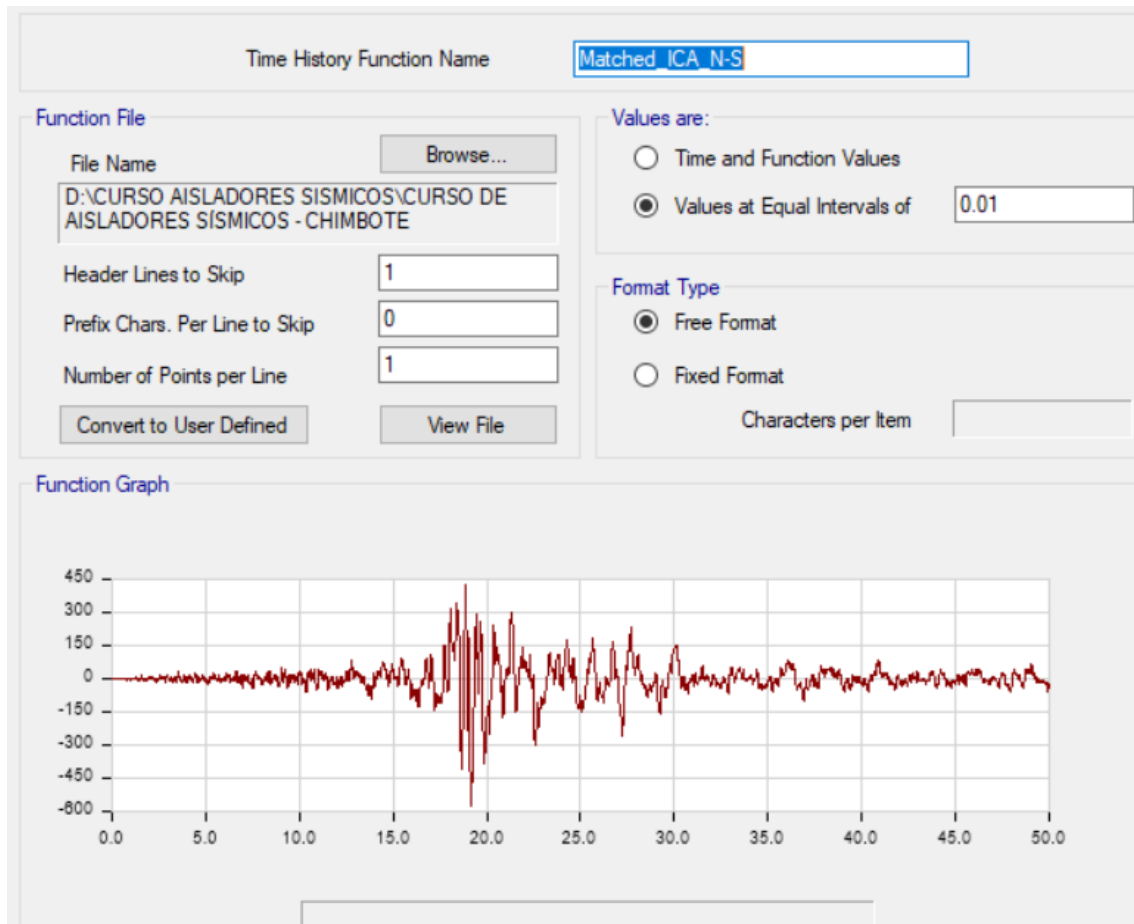 Time History Function Name
Matched_ICA_N-S
Function File
File Name
Browse...
D:\CURSO AISLADORES SISMICOS\CURSO DE
AISLADORES SÍSMICOS - CHIMBOTE
Header Lines to Skip
1
Prefix Chars. Per Line to Skip
0
Number of Points per Line
1
Convert to User Defined
View File
Values are:
Time and Function Values
Values at Equal Intervals of
0.01
Format Type
Free Format
Fixed Format
Characters per Item
Function Graph
450
300
150
0
-150
-300
-450
-600
0.0 5.0 10.0 15.0 20.0 25.0 30.0 35.0 40.0 45.0 50.0